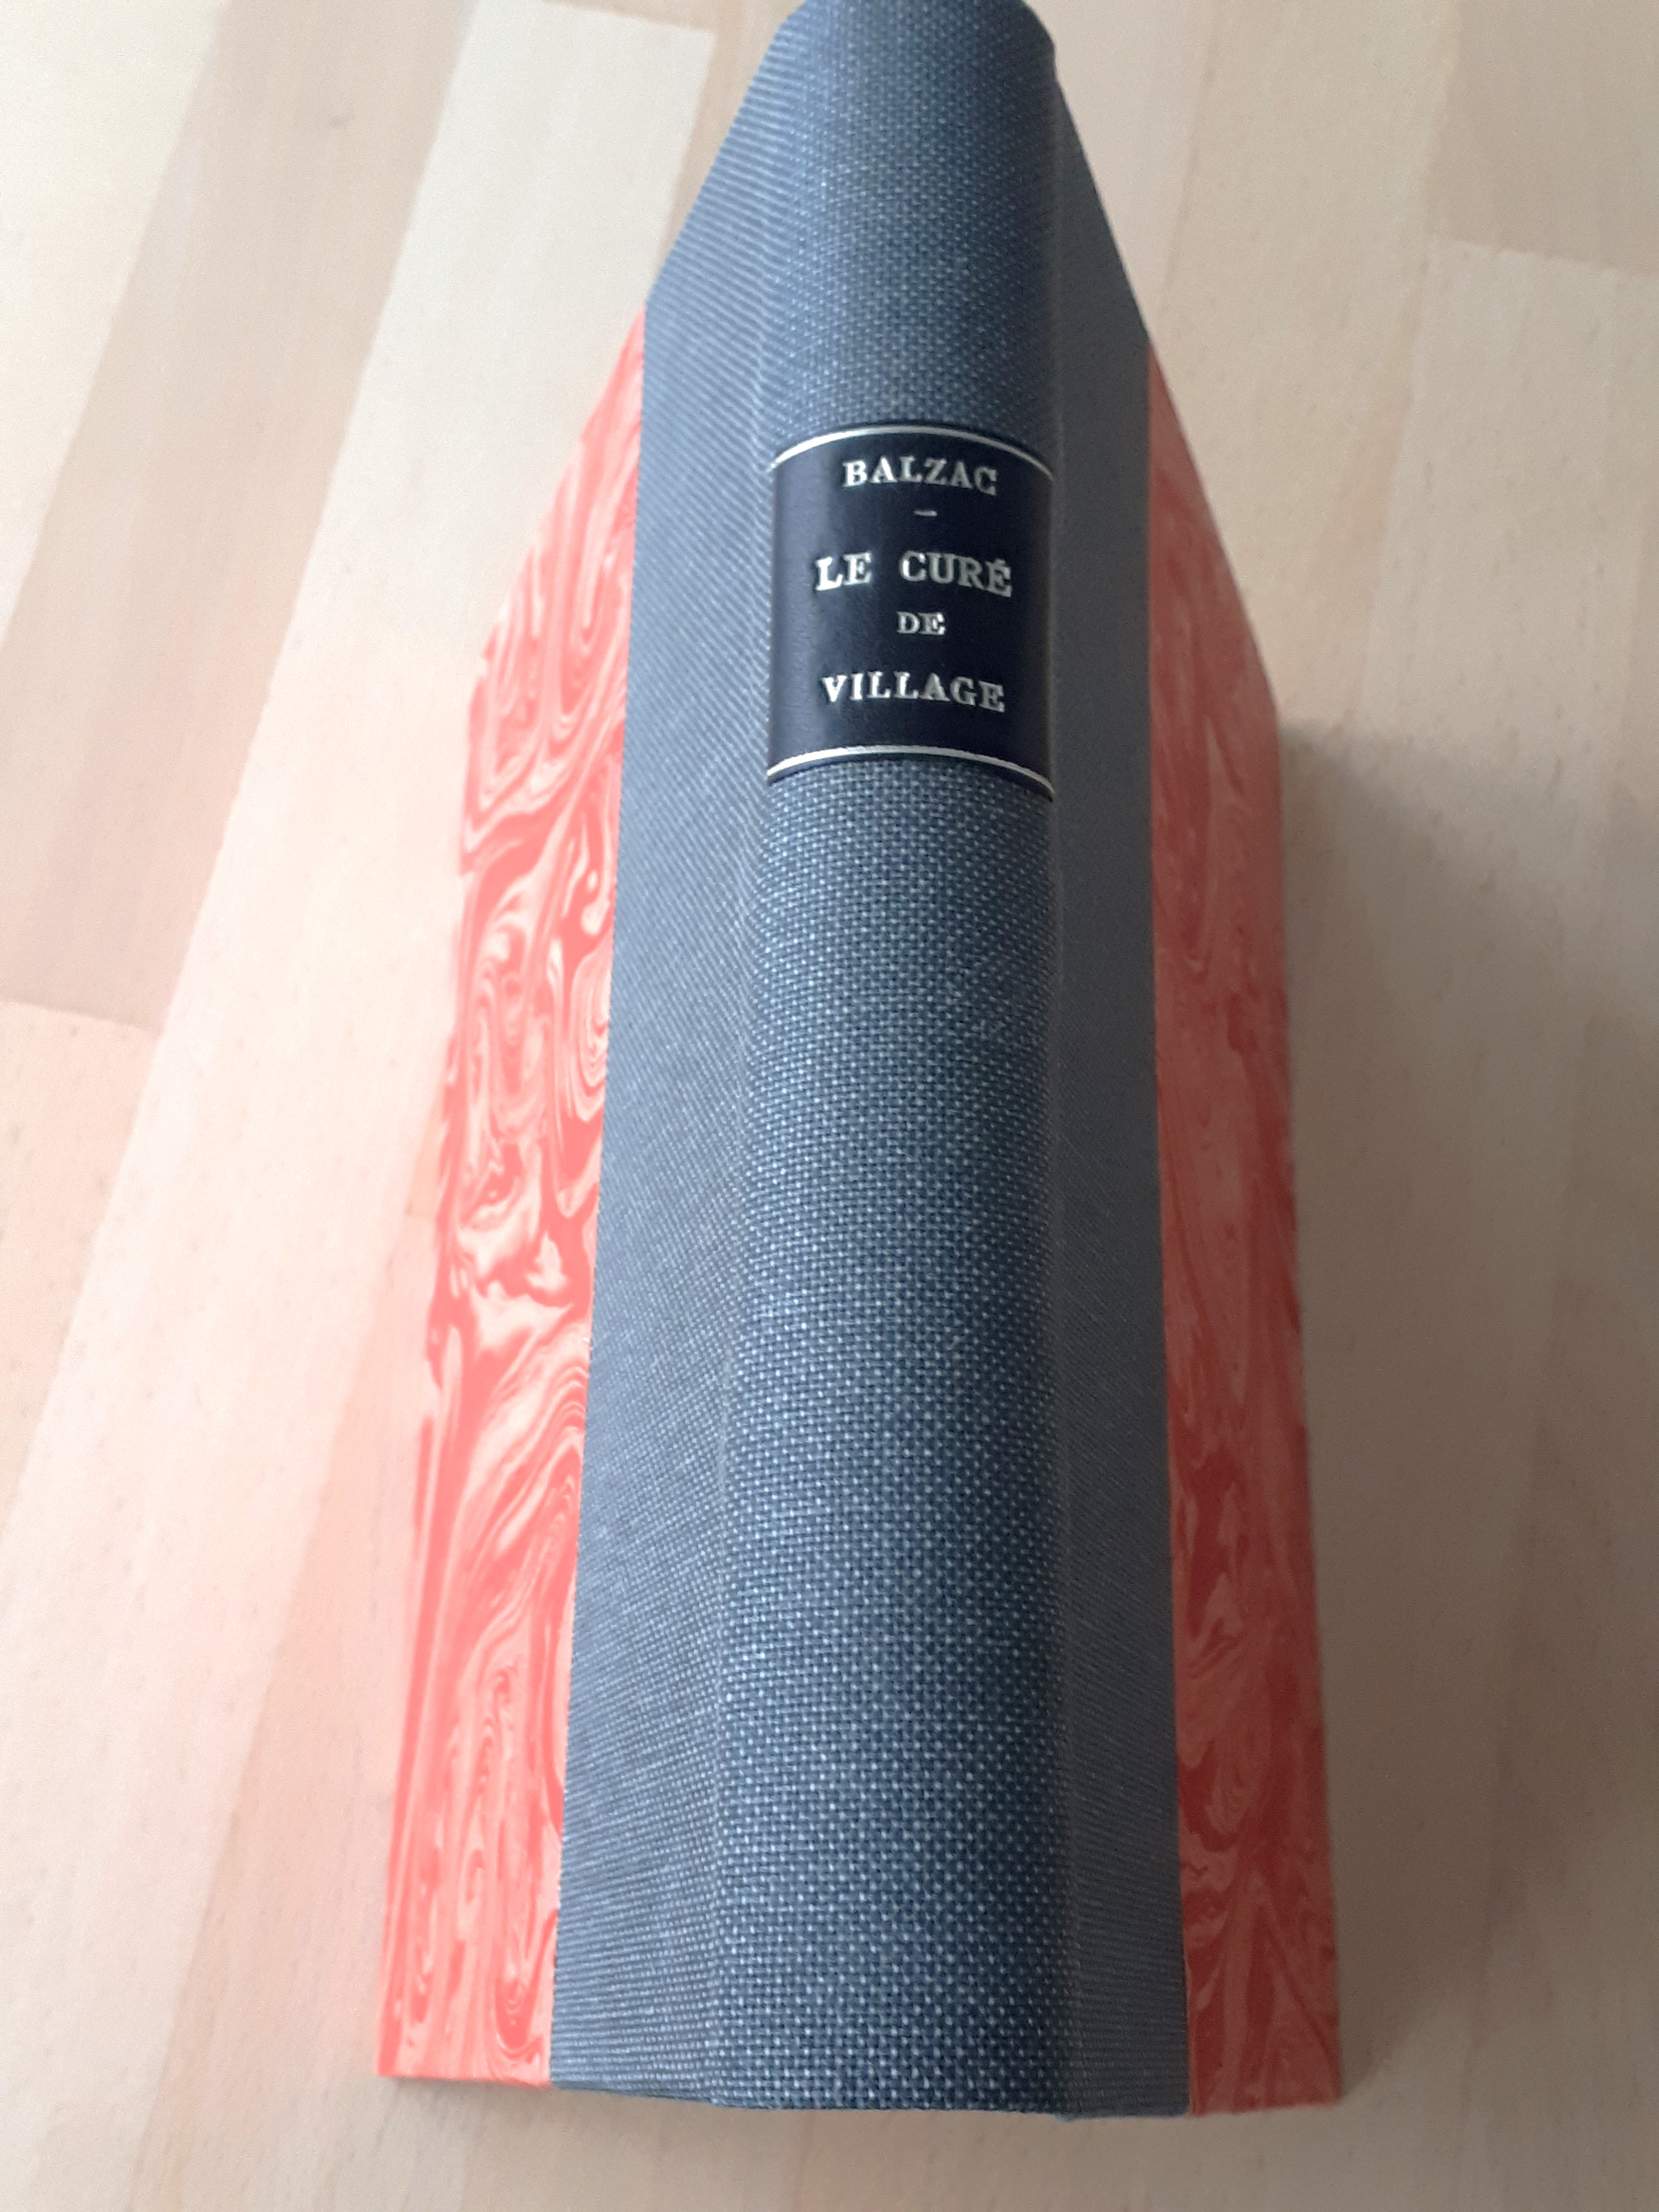 BALZAC
–
LE CURÉ
DE
VILLAGE